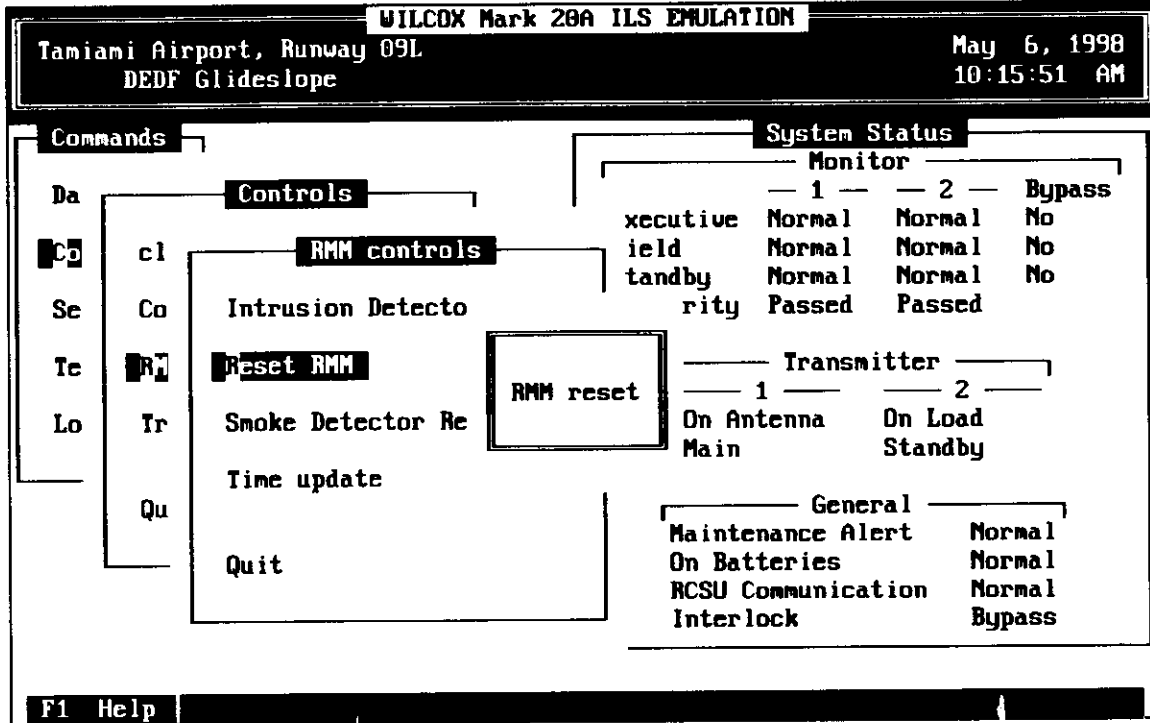 WILCOX Mark 20A ILS EMULATION
Tamiami Airport, Runway 09L
DEDF Glideslope
May 6, 1998
10:15:51 AM
Commands
Da
Co
Se
Te
Lo
Controls
cl
Co
RM
Tr
Qu
RMM controls
Intrusion Detecto
Reset RMM
Smoke Detector Re
Time update
Quit
RMM reset
System Status
Monitor
1 2 Bypass
xecutive Normal Normal No
ield Normal Normal No
tandby Normal Normal No
rity Passed Passed
Transmitter
1 2
On Antenna On Load
Main Standby
General
Maintenance Alert Normal
On Batteries Normal
RCSU Communication Normal
Interlock Bypass
F1 Help